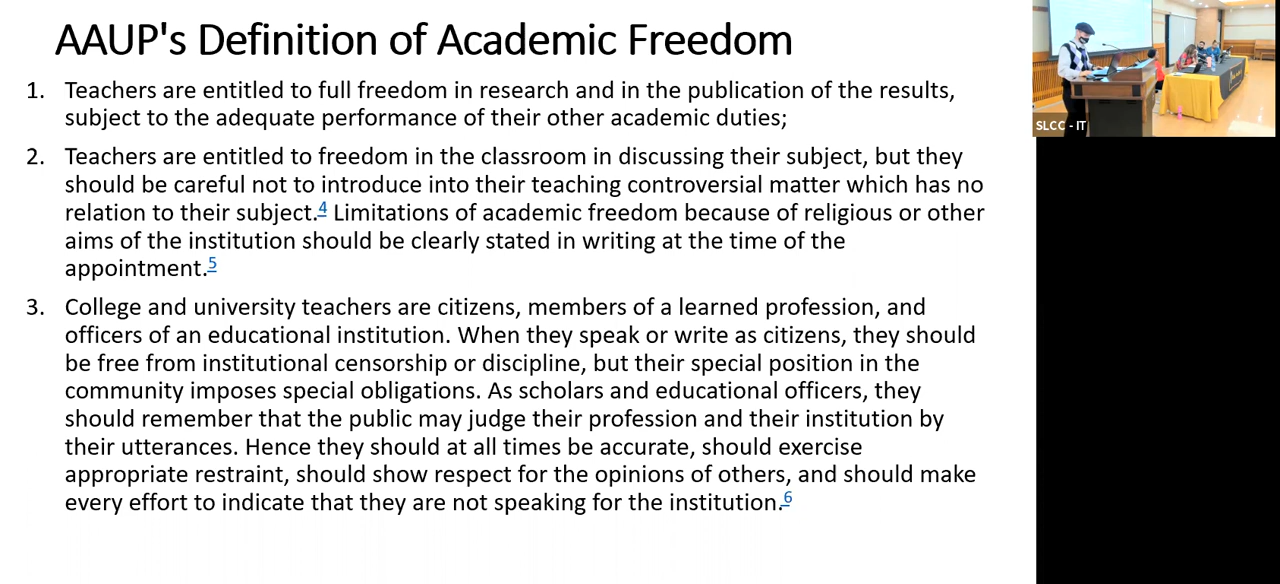 AAUP's Definition of Academic Freedom
1. Teachers are entitled to full freedom in research and in the publication of the results,
subject to the adequate performance of their other academic duties;
2. Teachers are entitled to freedom in the classroom in discussing their subject, but they
should be careful not to introduce into their teaching controversial matter which has no
relation to their subject.4 Limitations of academic freedom because of religious or other
aims of the institution should be clearly stated in writing at the time of the
appointment.5
3. College and university teachers are citizens, members of a learned profession, and
officers of an educational institution. When they speak or write as citizens, they should
be free from institutional censorship or discipline, but their special position in the
community imposes special obligations. As scholars and educational officers, they
should remember that the public may judge their profession and their institution by
their utterances. Hence they should at all times be accurate, should exercise
appropriate restraint, should show respect for the opinions of others, and should make
every effort to indicate that they are not speaking for the institution.6
SLCC - IT